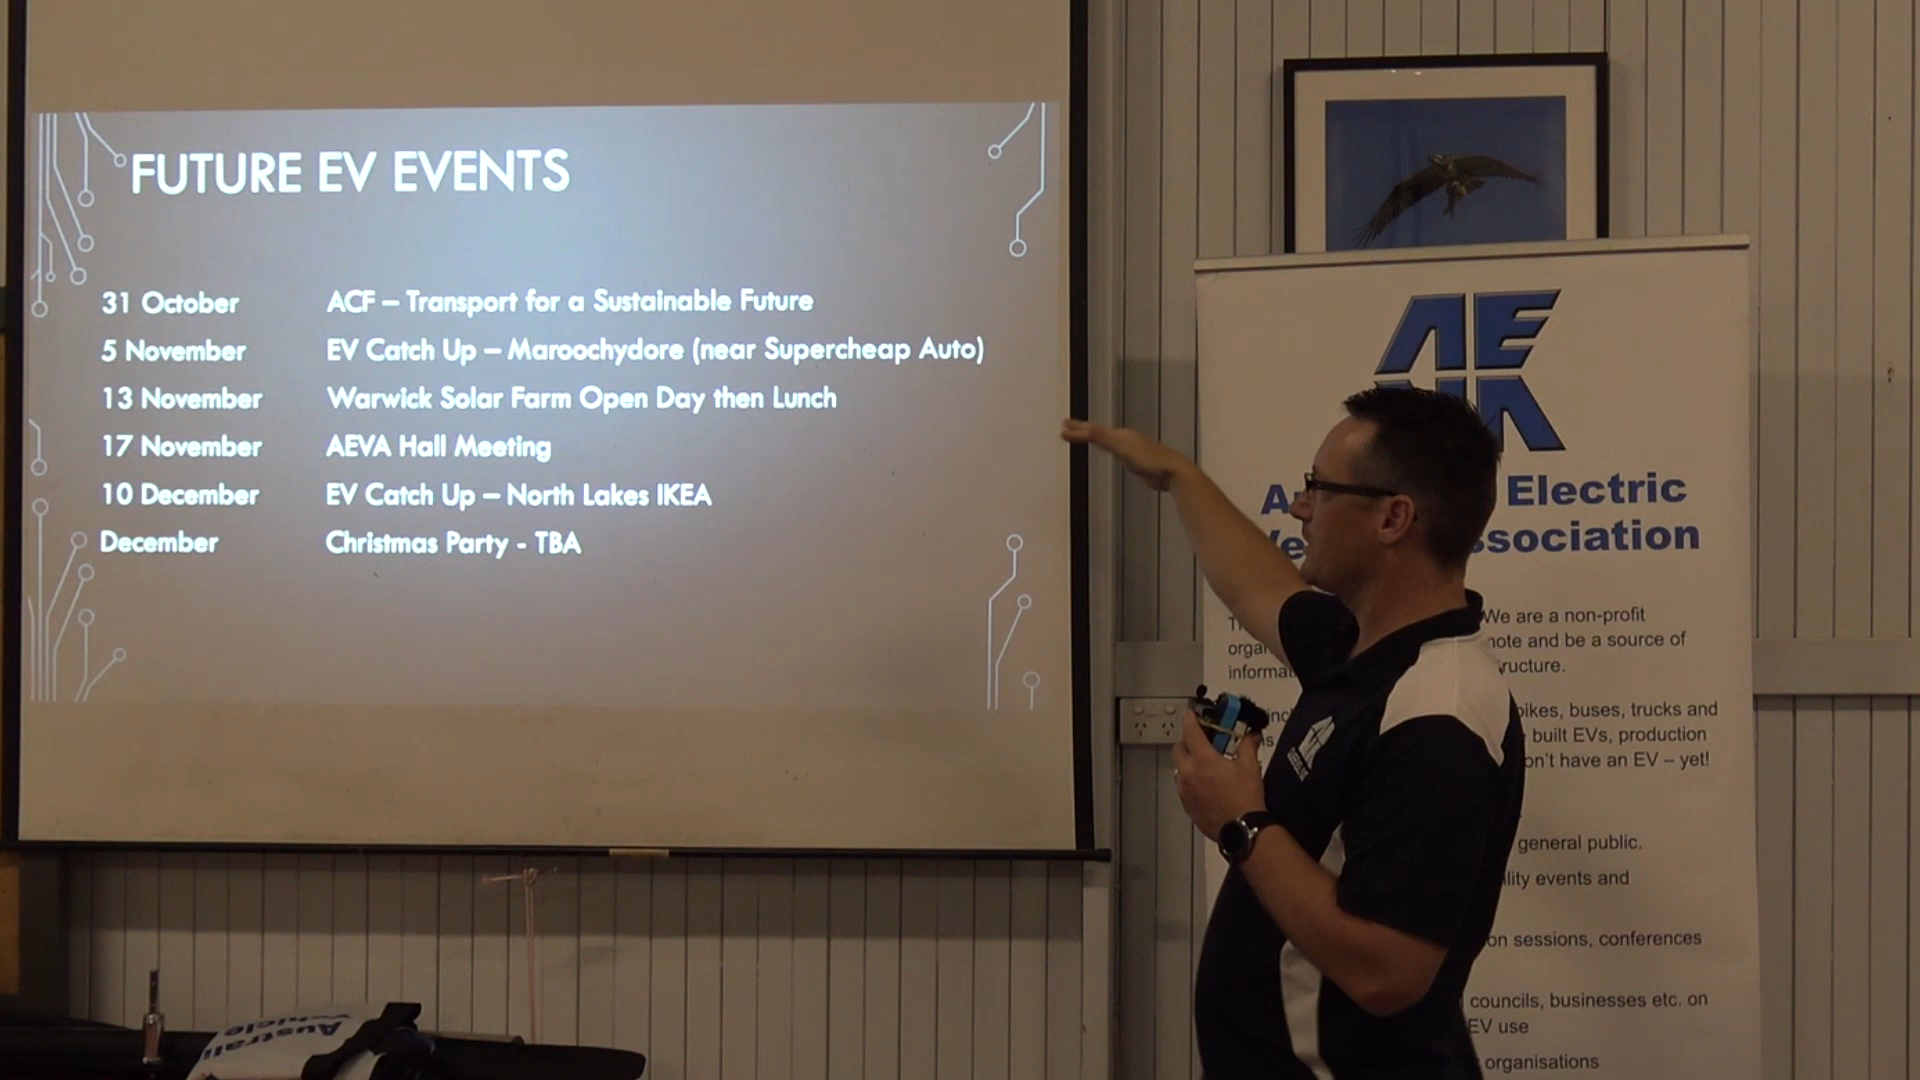 FUTURE EV EVENTS
31 October ACF – Transport for a Sustainable Future
5 November EV Catch Up – Maroochydore (near Supercheap Auto)
13 November Warwick Solar Farm Open Day then Lunch
17 November AEVA Hall Meeting
10 December EV Catch Up – North Lakes IKEA
December Christmas Party - TBA
Electric
ssociation
We are a non-profit
note and be a source of
informa ructure.
bikes, buses, trucks and
built EVs, production
on't have an EV – yet!
general public.
ility events and
on sessions, conferences
councils, businesses etc. on
EV use
organisations